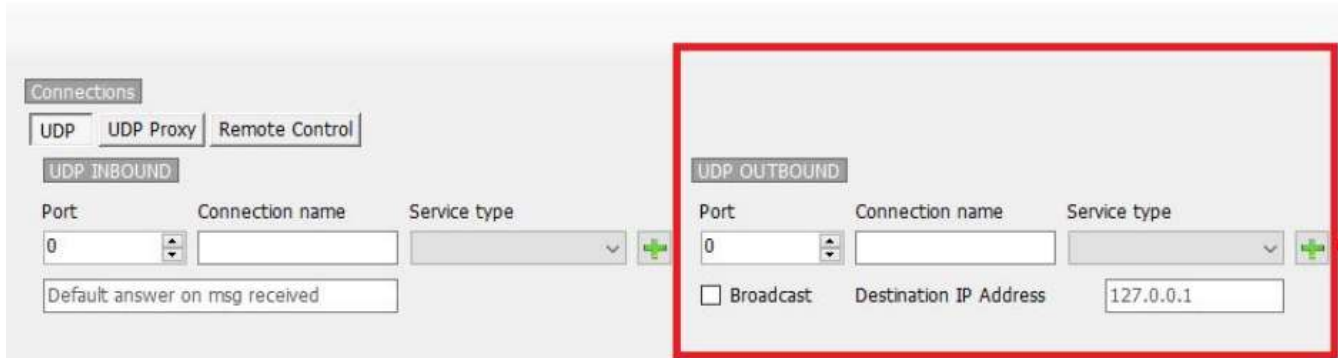 Connections
UDP UDP Proxy Remote Control
UDP INBOUND
Port Connection name Service type
0
Default answer on msg received
UDP OUTBOUND
Port Connection name Service type
0
Broadcast Destination IP Address 127.0.0.1